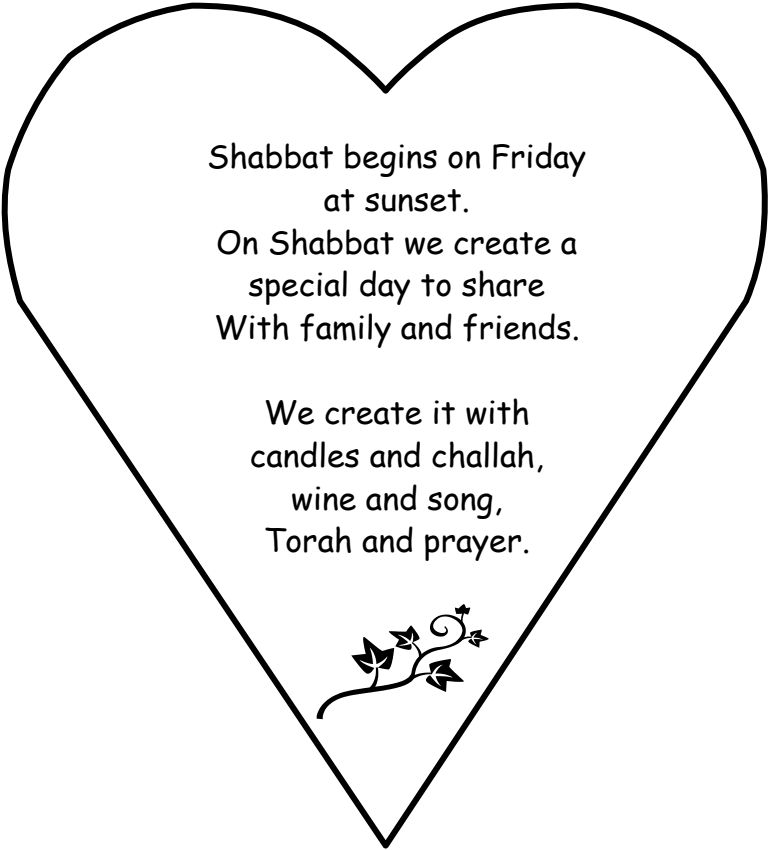 Shabbat begins on Friday
at sunset.
On Shabbat we create a
special day to share
With family and friends.
We create it with
candles and challah,
wine and song,
Torah and prayer.